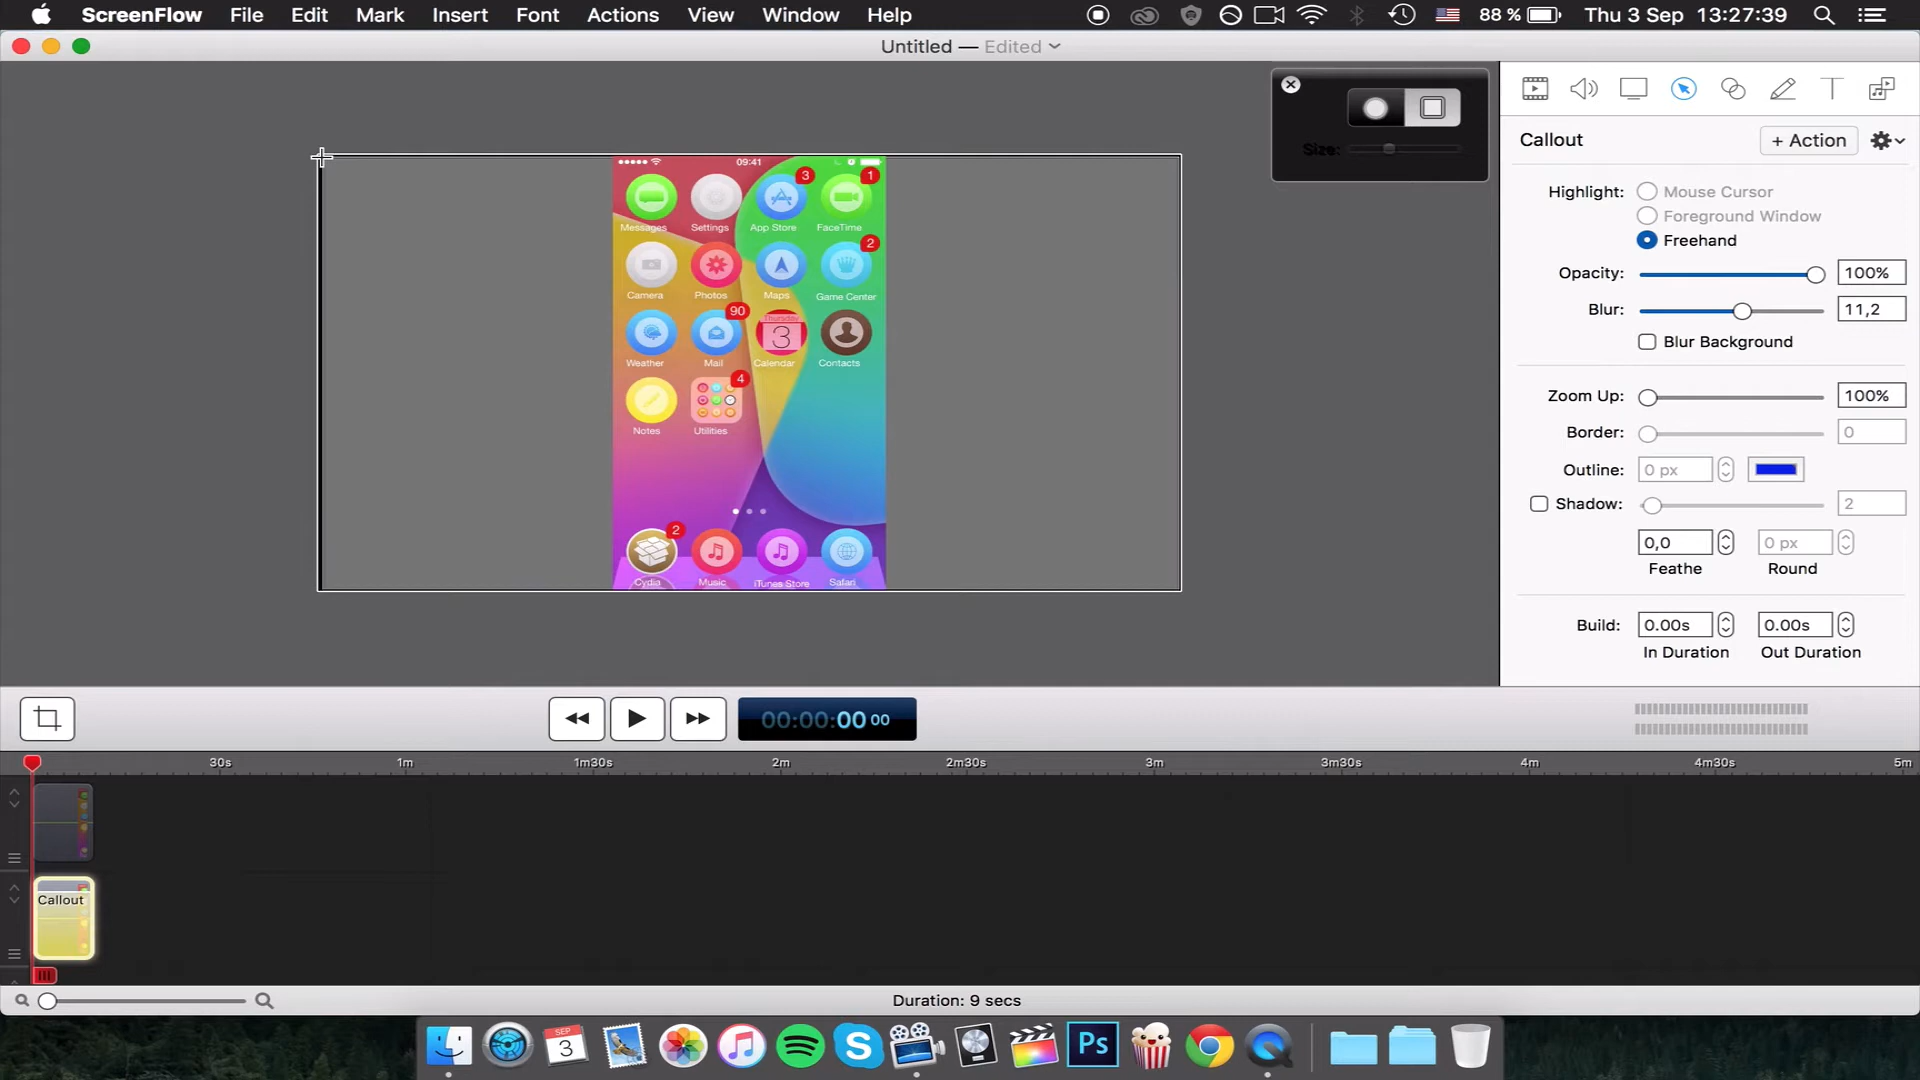 ScreenFlow File Edit Mark Insert Font Actions View Window Help 88 % Thu 3 Sep 13:27:39
Untitled — Edited
Size:
Callout + Action
Highlight: Mouse Cursor
Foreground Window
Freehand
Opacity: 100%
Blur: 11,2
Blur Background
Zoom Up: 100%
Border: 0
Outline: 0 px
Shadow: 2
0,0 0 px
Feathe Round
Build: 0.00s 0.00s
In Duration Out Duration
09:41
3 1
Messages Settings App Store FaceTime
2
Camera Photos Maps Game Center
90
Thursday
3
Weather Mail Calendar Contacts
4
Notes Utilities
2
Cydia Music iTunes Store Safari
00:00:00 00
30s 1m 1m30s 2m 2m30s 3m 3m30s 4m 4m30s 5m
Callout
Duration: 9 secs
SEP
3
Ps